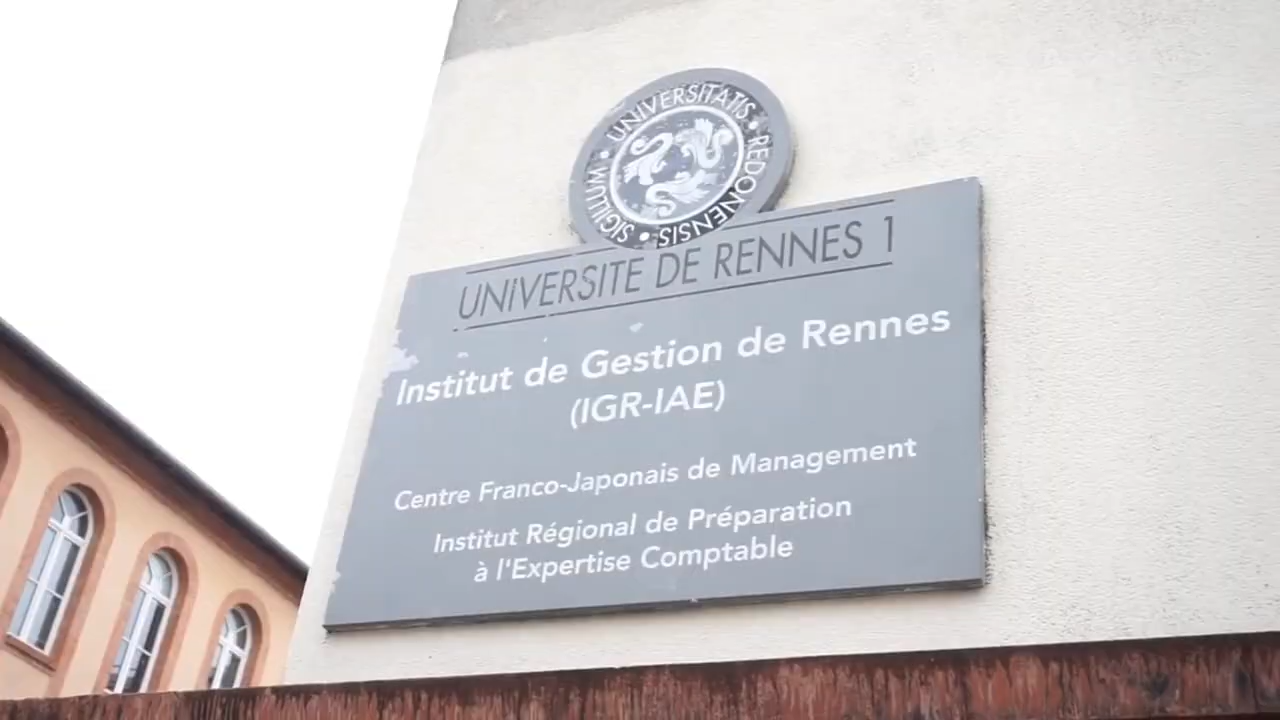 SIGILLUM • UNIVERSITATIS • REDONENSIS •
UNIVERSITE DE RENNES 1
Institut de Gestion de Rennes
(IGR-IAE)
Centre Franco-Japonais de Management
Institut Régional de Préparation
à l'Expertise Comptable